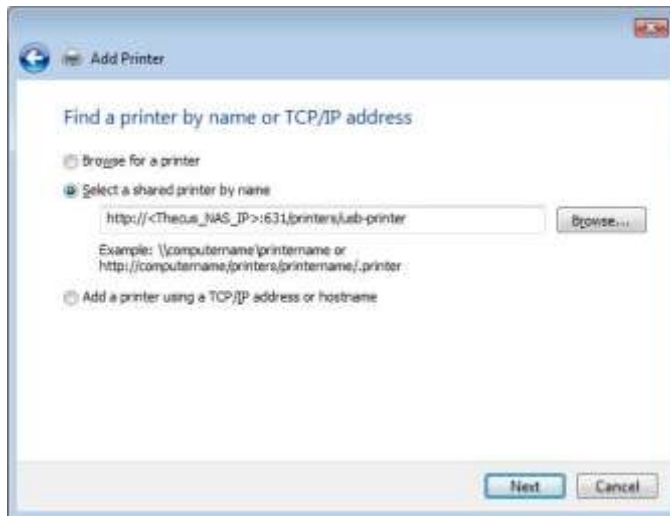 Add Printer
Find a printer by name or TCP/IP address
Browse for a printer
Select a shared printer by name
http://<Thecus_NAS_IP>:631/printers/usb-printer
Browse...
Example: \\computername\printername or
http://computername/printers/printername/.printer
Add a printer using a TCP/IP address or hostname
Next
Cancel